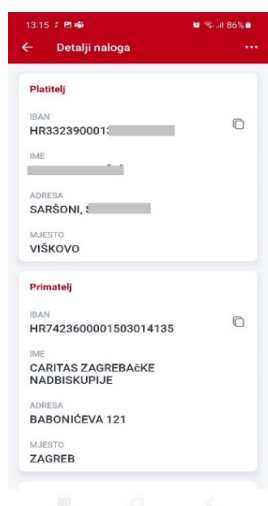 13:15
86%
Detalji naloga
Platitelj
IBAN
HR332390001
IME
ADRESA
SARŠONI,
MJESTO
VIŠKOVO
Primatelj
IBAN
HR7423600001503014135
IME
CARITAS ZAGREBAčKE
NADBISKUPIJE
ADRESA
BABONIĆEVA 121
MJESTO
ZAGREB